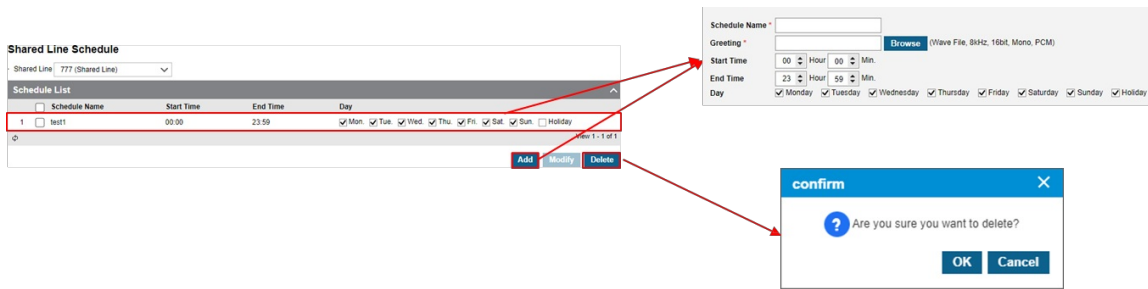 Shared Line Schedule
Shared Line 777 (Shared Line)
Schedule List
Schedule Name Start Time End Time Day
1 test1 00:00 23:59 Mon. Tue. Wed. Thu. Fri. Sat. Sun. Holiday
View 1 - 1 of 1
Add Modify Delete
Schedule Name *
Greeting * Browse (Wave File, 8kHz, 16bit, Mono, PCM)
Start Time 00 Hour 00 Min.
End Time 23 Hour 59 Min.
Day Monday Tuesday Wednesday Thursday Friday Saturday Sunday Holiday
confirm
Are you sure you want to delete?
OK Cancel